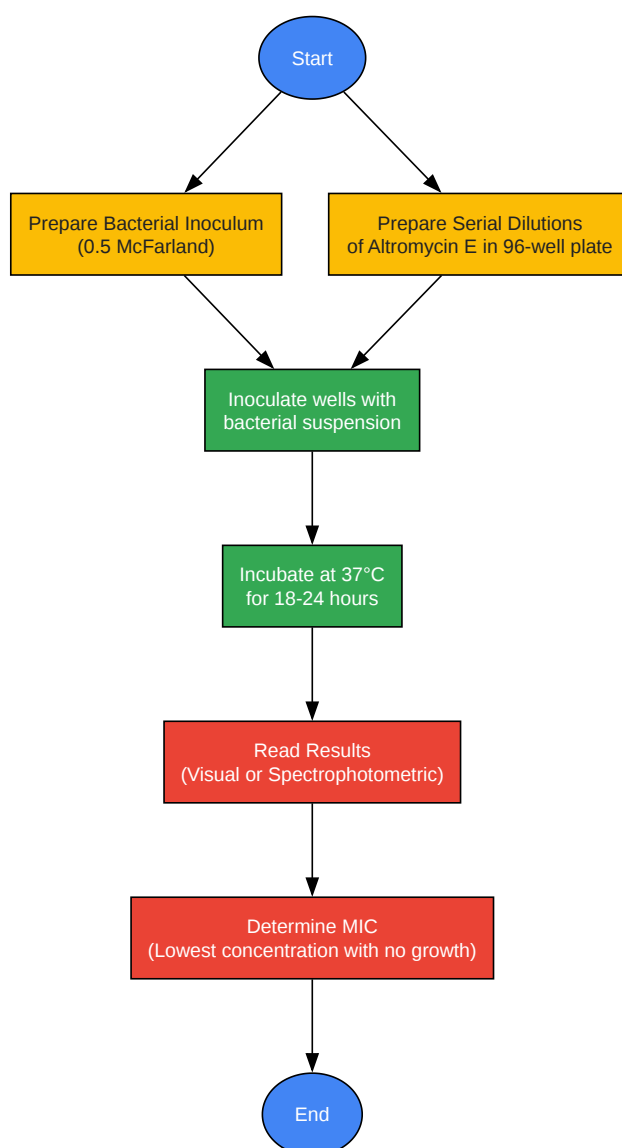 Start
Prepare Bacterial Inoculum
(0.5 McFarland)
Prepare Serial Dilutions
of Altromycin E in 96-well plate
Inoculate wells with
bacterial suspension
Incubate at 37°C
for 18-24 hours
Read Results
(Visual or Spectrophotometric)
Determine MIC
(Lowest concentration with no growth)
End